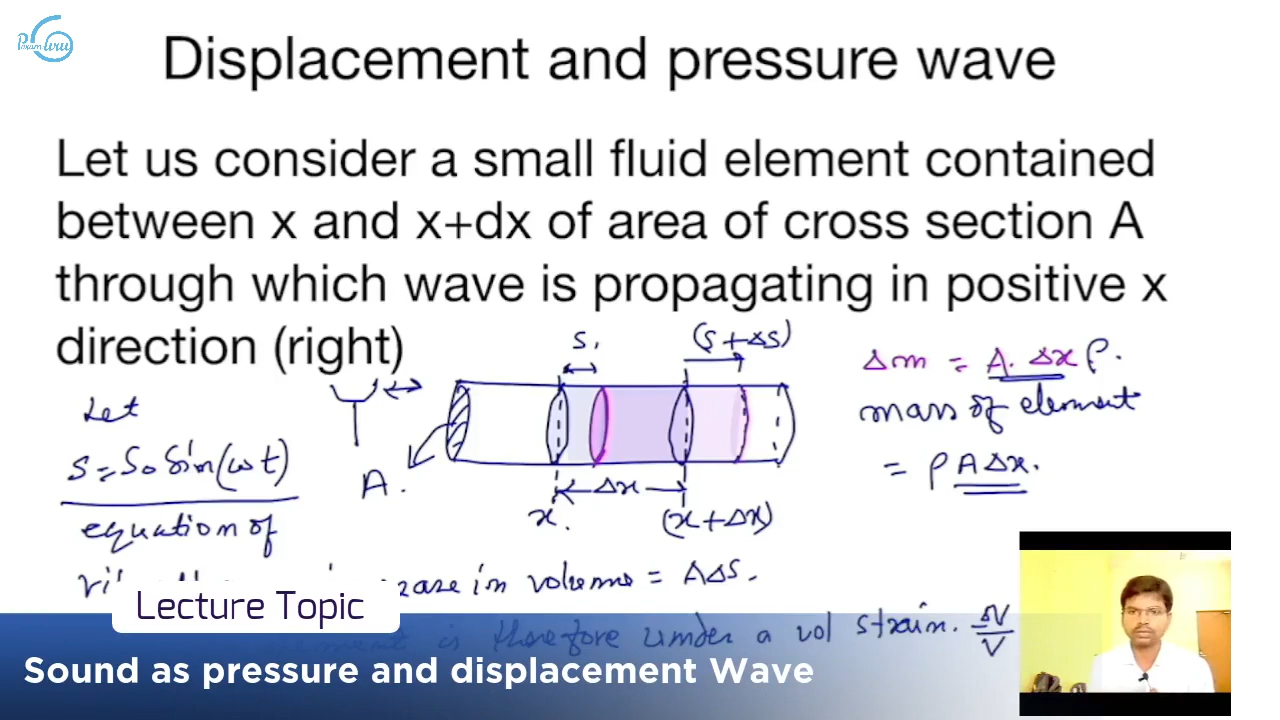 Displacement and pressure wave
Let us consider a small fluid element contained
between x and x+dx of area of cross section A
through which wave is propagating in positive x
direction (right)
S.
(S+ΔS)
Δm = A. Δx ρ.
mass of element
= ρ A Δx.
Let
S = S₀ Sin(ωt)
equation of
A.
Δx
x.
(x+Δx)
in volume = AΔS.
is therefore under a vol strain. δV/V
Lecture Topic
Sound as pressure and displacement Wave